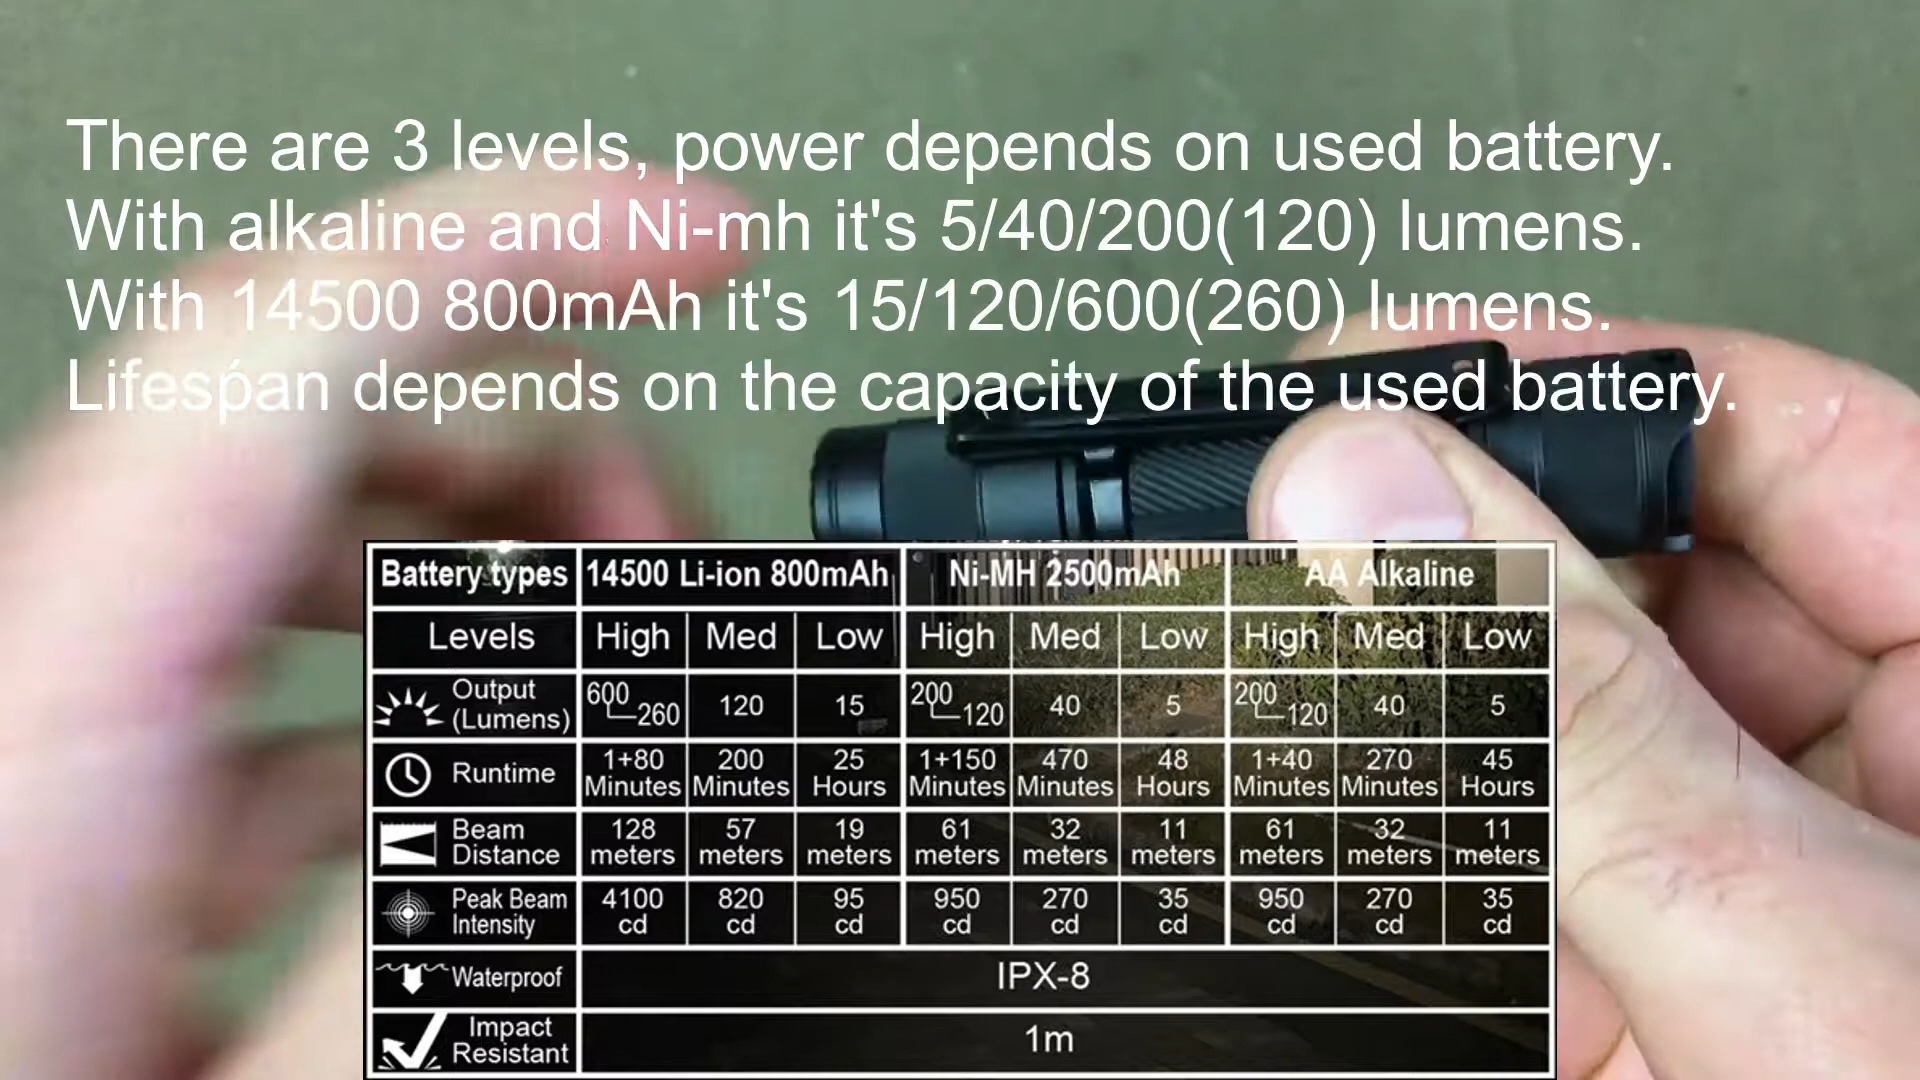 There are 3 levels, power depends on used battery.
With alkaline and Ni-mh it's 5/40/200(120) lumens.
With 14500 800mAh it's 15/120/600(260) lumens.
Lifespan depends on the capacity of the used battery.
Battery types 14500 Li-ion 800mAh Ni-MH 2500mAh AA Alkaline
Levels High Med Low High Med Low High Med Low
Output (Lumens) 600 260 120 15 200 120 40 5 200 120 40 5
Runtime 1+80 Minutes 200 Minutes 25 Hours 1+150 Minutes 470 Minutes 48 Hours 1+40 Minutes 270 Minutes 45 Hours
Beam Distance 128 meters 57 meters 19 meters 61 meters 32 meters 11 meters 61 meters 32 meters 11 meters
Peak Beam Intensity 4100 cd 820 cd 95 cd 950 cd 270 cd 35 cd 950 cd 270 cd 35 cd
Waterproof IPX-8
Impact Resistant 1m